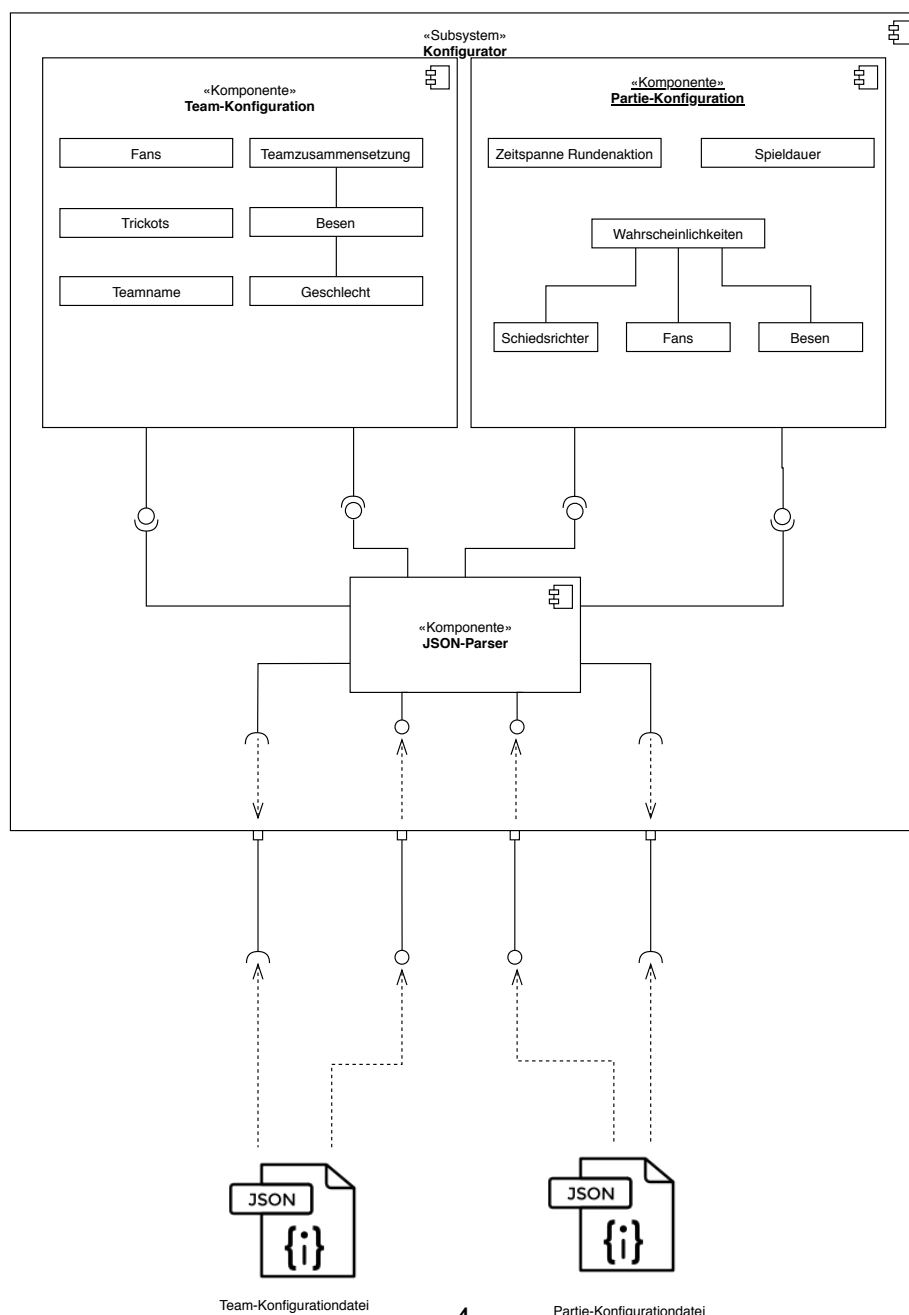 «Subsystem»
Konfigurator
«Komponente»
Team-Konfiguration
Fans
Teamzusammensetzung
Trickots
Besen
Teamname
Geschlecht
«Komponente»
Partie-Konfiguration
Zeitspanne Rundenaktion
Spieldauer
Wahrscheinlichkeiten
Schiedsrichter
Fans
Besen
«Komponente»
JSON-Parser
JSON
{i}
JSON
{i}
Team-Konfigurationdatei
Partie-Konfigurationdatei